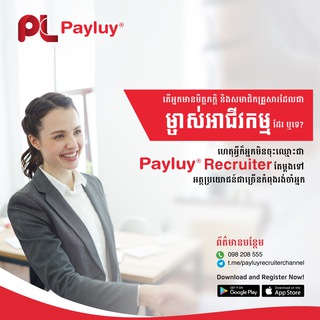 PL Payluy®
តើអ្នកមានមិត្តភក្តិ និងសមាជិកគ្រួសារដែលជា
ម្ចាស់អាជីវកម្ម ដែរ ឬទេ?
ហេតុអ្វីក៏អ្នកមិនចុះឈ្មោះជា
Payluy® Recruiter តែម្តងទៅ
អត្ថប្រយោជន៍ជាច្រើនកំពុងរង់ចាំអ្នក
ព័ត៌មានបន្ថែម
098 208 555
t.me/payluyrecruiterchannel
Download and Register Now!
GET IT ON Google Play
Download on the App Store